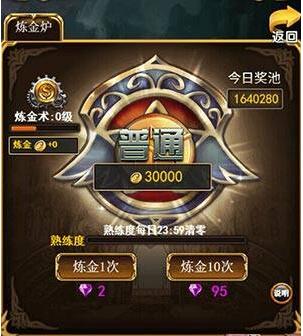 炼金炉
返回
今日奖池
1640280
炼金术:0级
炼金 +0
普通
30000
熟练度每日23:59清零
熟练度
炼金1次
炼金10次
2
95
说明